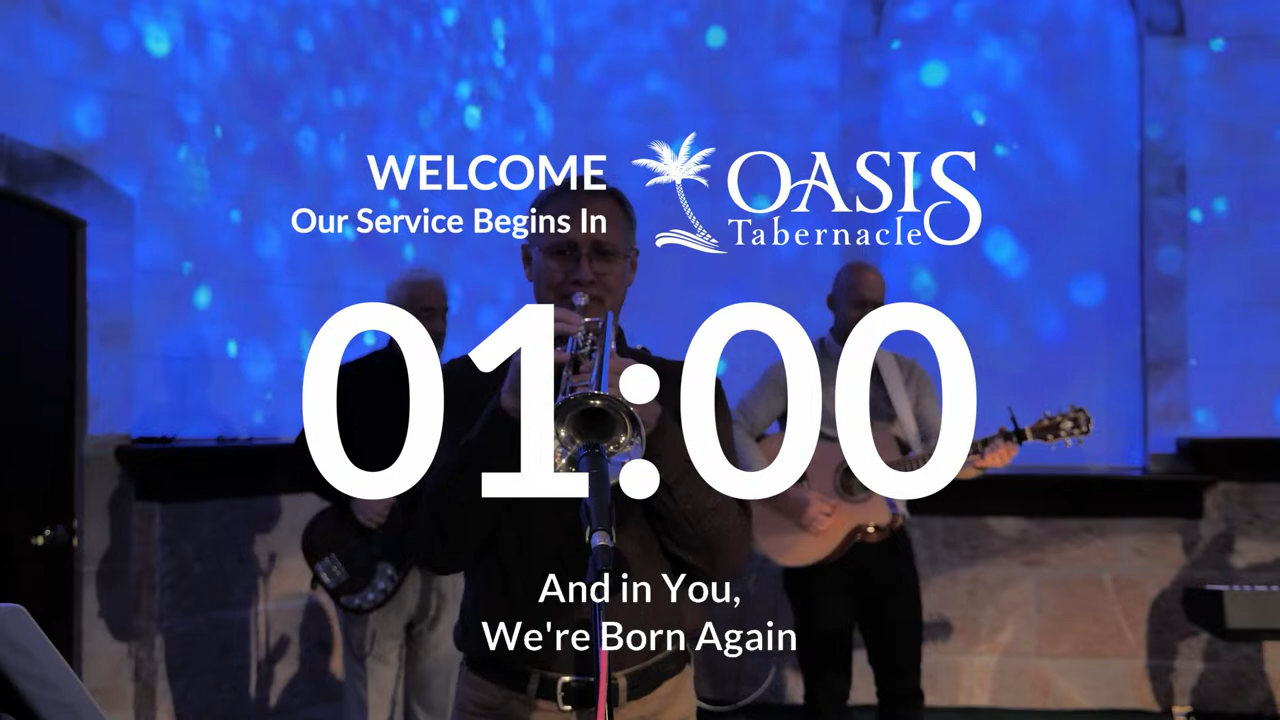 WELCOME
Our Service Begins In
OASIS
Tabernacle
01:00
And in You,
We're Born Again